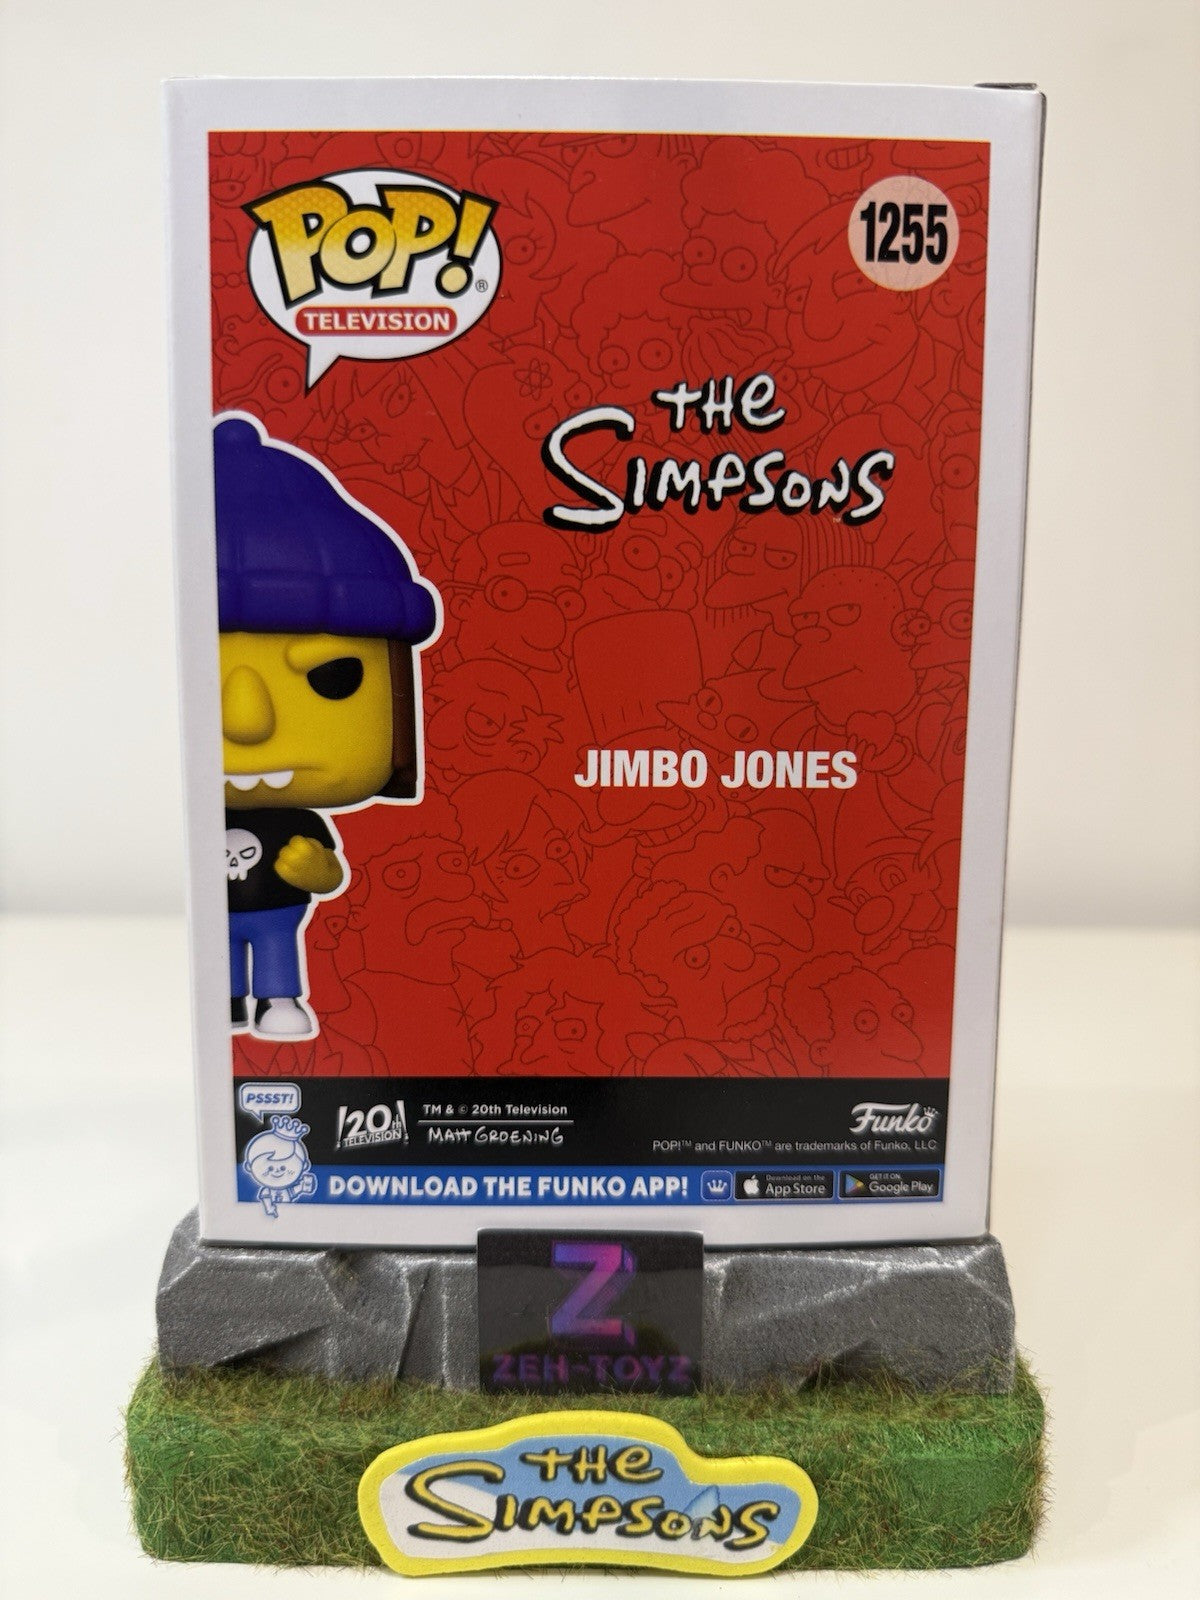 POP!®
TELEVISION
1255
THE
SIMPSONS
JIMBO JONES
PSSST!
20th
TELEVISION
TM & © 20th Television
MATT GROENING
Funko
POP!™ and FUNKO™ are trademarks of Funko, LLC
DOWNLOAD THE FUNKO APP!
Download on the
App Store
GET IT ON
Google Play
Z
ZEH-TOYZ
THE
SIMPSONS